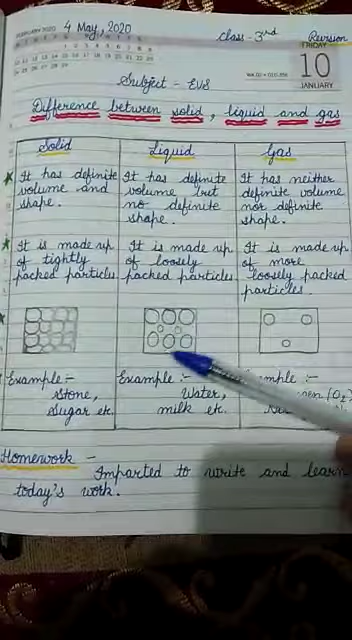 FEBRUARY 2020
4 May, 2020
Class - 3rd
Revision
FRIDAY
10
JANUARY
Subject - EVS
Difference between solid, liquid and gas
Solid
It has definite
volume and
shape.
It is made up
of tightly
packed particles
Example :-
Stone,
Sugar etc.
Liquid
It has definite
volume but
no definite
shape.
It is made up
of loosely
packed particles
Example :-
Water,
milk etc.
Gas
It has neither
definite volume
not definite
shape.
It is made up
of more
loosely packed
particles.
Homework -
Imparted to write and learn
today's work.